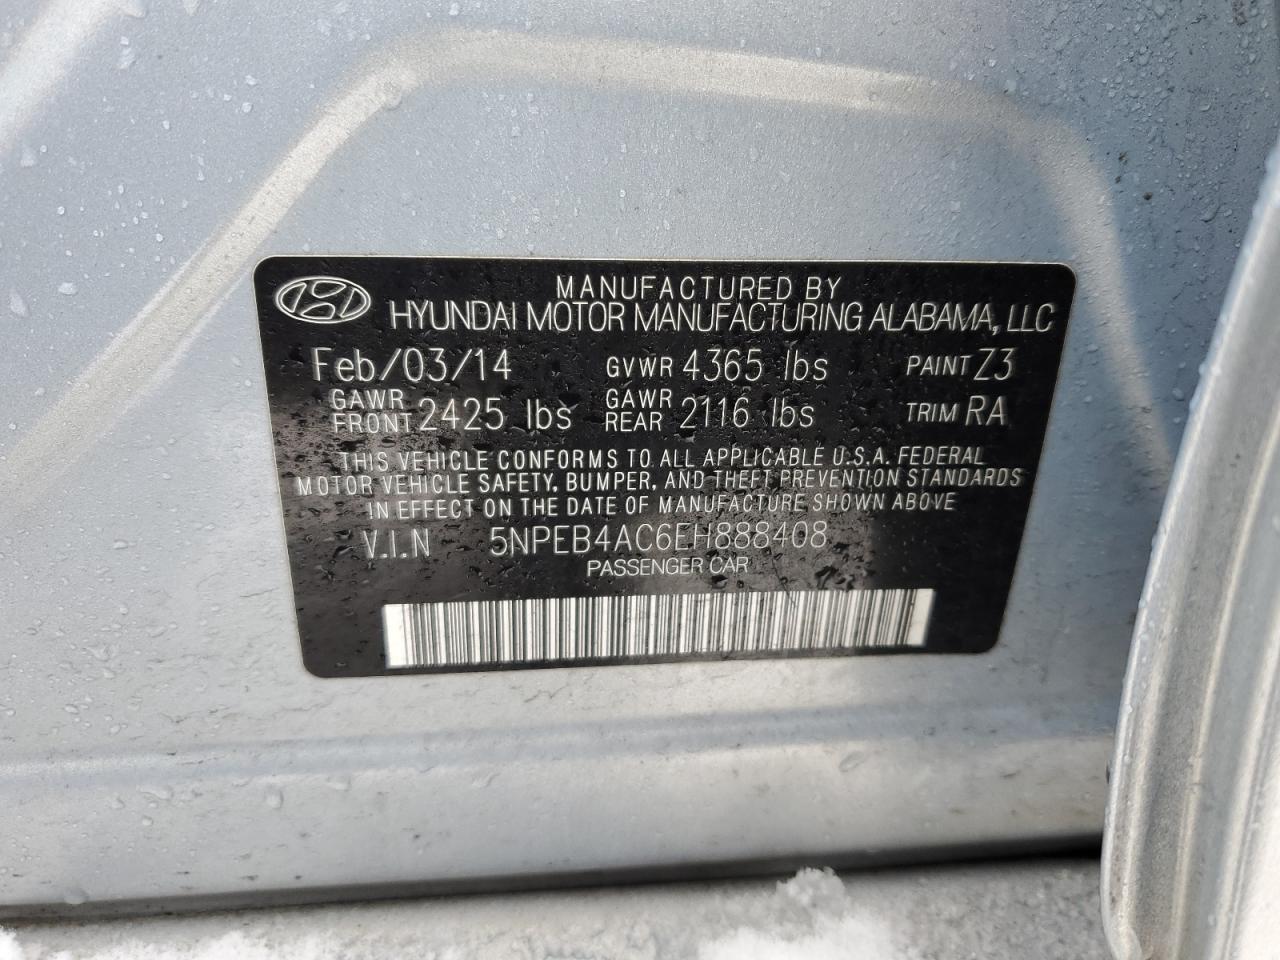 MANUFACTURED BY
HYUNDAI MOTOR MANUFACTURING ALABAMA, LLC
Feb/03/14 GVWR 4365 lbs PAINT Z3
GAWR FRONT 2425 lbs GAWR REAR 2116 lbs TRIM RA
THIS VEHICLE CONFORMS TO ALL APPLICABLE U.S.A. FEDERAL
MOTOR VEHICLE SAFETY, BUMPER, AND THEFT PREVENTION STANDARDS
IN EFFECT ON THE DATE OF MANUFACTURE SHOWN ABOVE
V.I.N 5NPEB4AC6EH888408
PASSENGER CAR